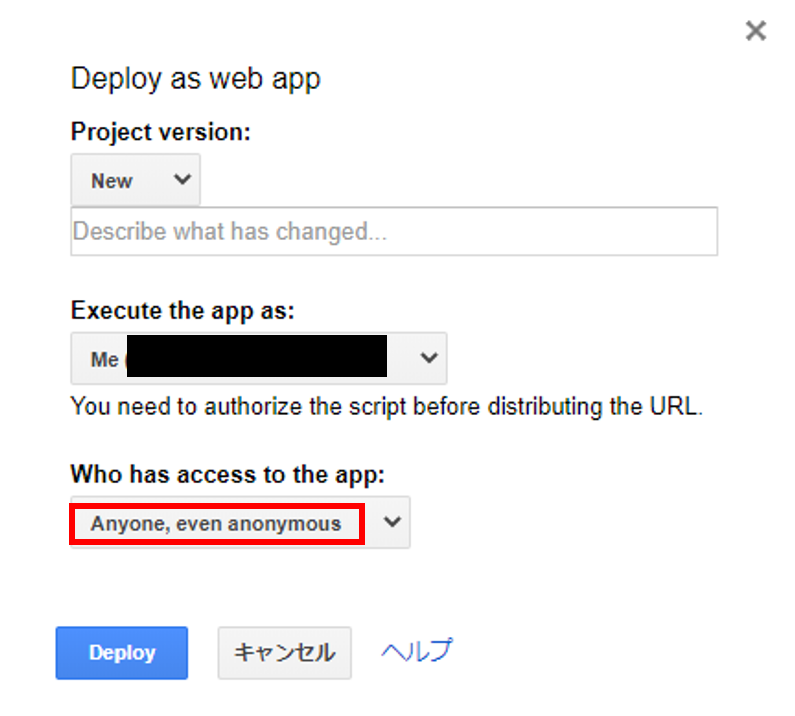 Deploy as web app
Project version:
New
Describe what has changed...
Execute the app as:
Me (
You need to authorize the script before distributing the URL.
Who has access to the app:
Anyone, even anonymous
Deploy キャンセル ヘルプ